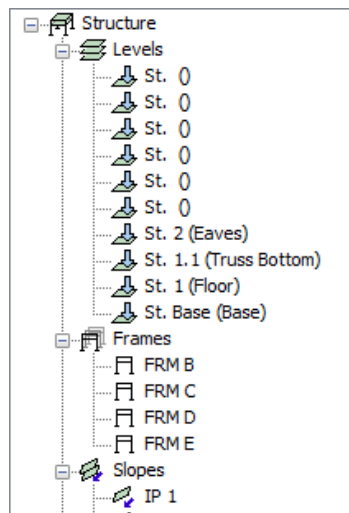 Structure
Levels
St. ()
St. ()
St. ()
St. ()
St. ()
St. ()
St. 2 (Eaves)
St. 1.1 (Truss Bottom)
St. 1 (Floor)
St. Base (Base)
Frames
FRM B
FRM C
FRM D
FRM E
Slopes
IP 1